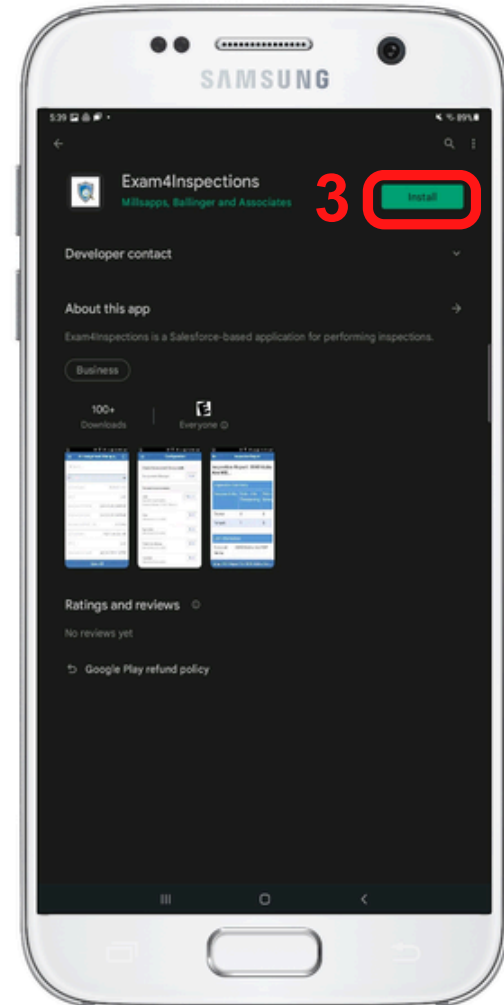 SAMSUNG
5:39
89%
Exam4Inspections
Millsapps, Ballinger and Associates
3
Install
Developer contact
About this app
Exam4Inspections is a Salesforce-based application for performing inspections.
Business
100+
Downloads
E
Everyone
Ratings and reviews
No reviews yet
Google Play refund policy